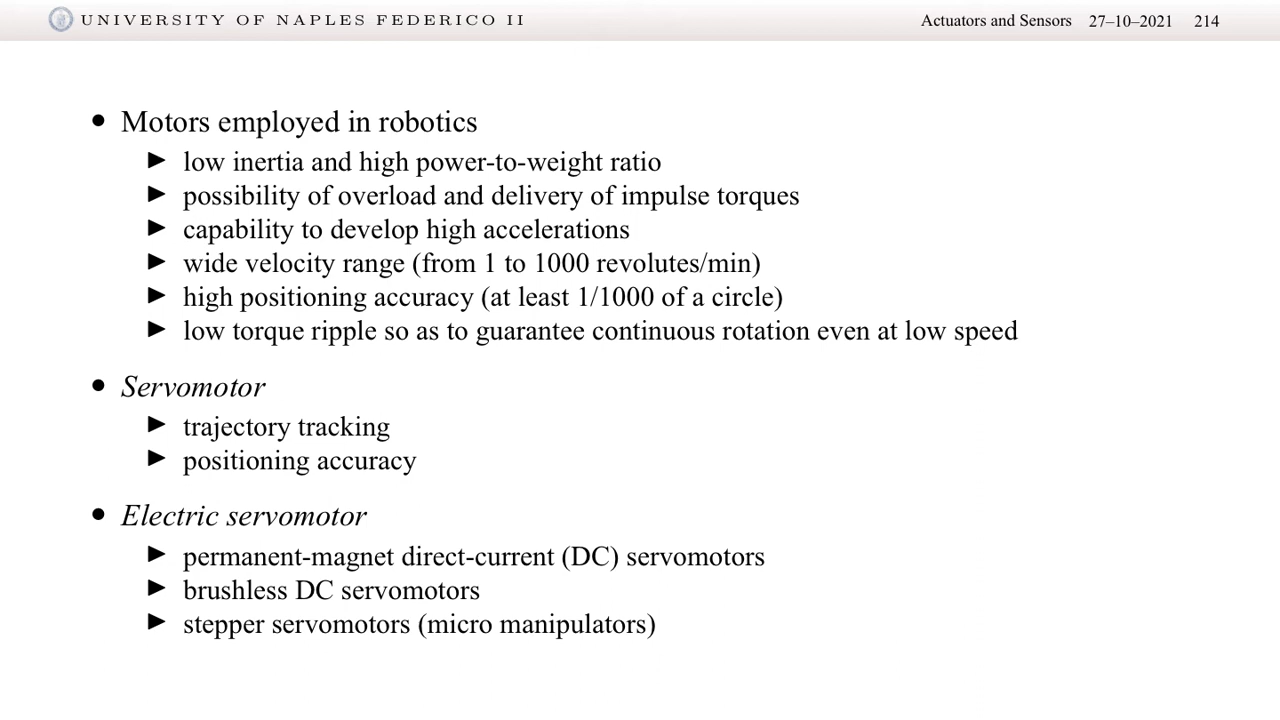 UNIVERSITY OF NAPLES FEDERICO II
Actuators and Sensors 27–10–2021 214
• Motors employed in robotics
► low inertia and high power-to-weight ratio
► possibility of overload and delivery of impulse torques
► capability to develop high accelerations
► wide velocity range (from 1 to 1000 revolutes/min)
► high positioning accuracy (at least 1/1000 of a circle)
► low torque ripple so as to guarantee continuous rotation even at low speed
• Servomotor
► trajectory tracking
► positioning accuracy
• Electric servomotor
► permanent-magnet direct-current (DC) servomotors
► brushless DC servomotors
► stepper servomotors (micro manipulators)